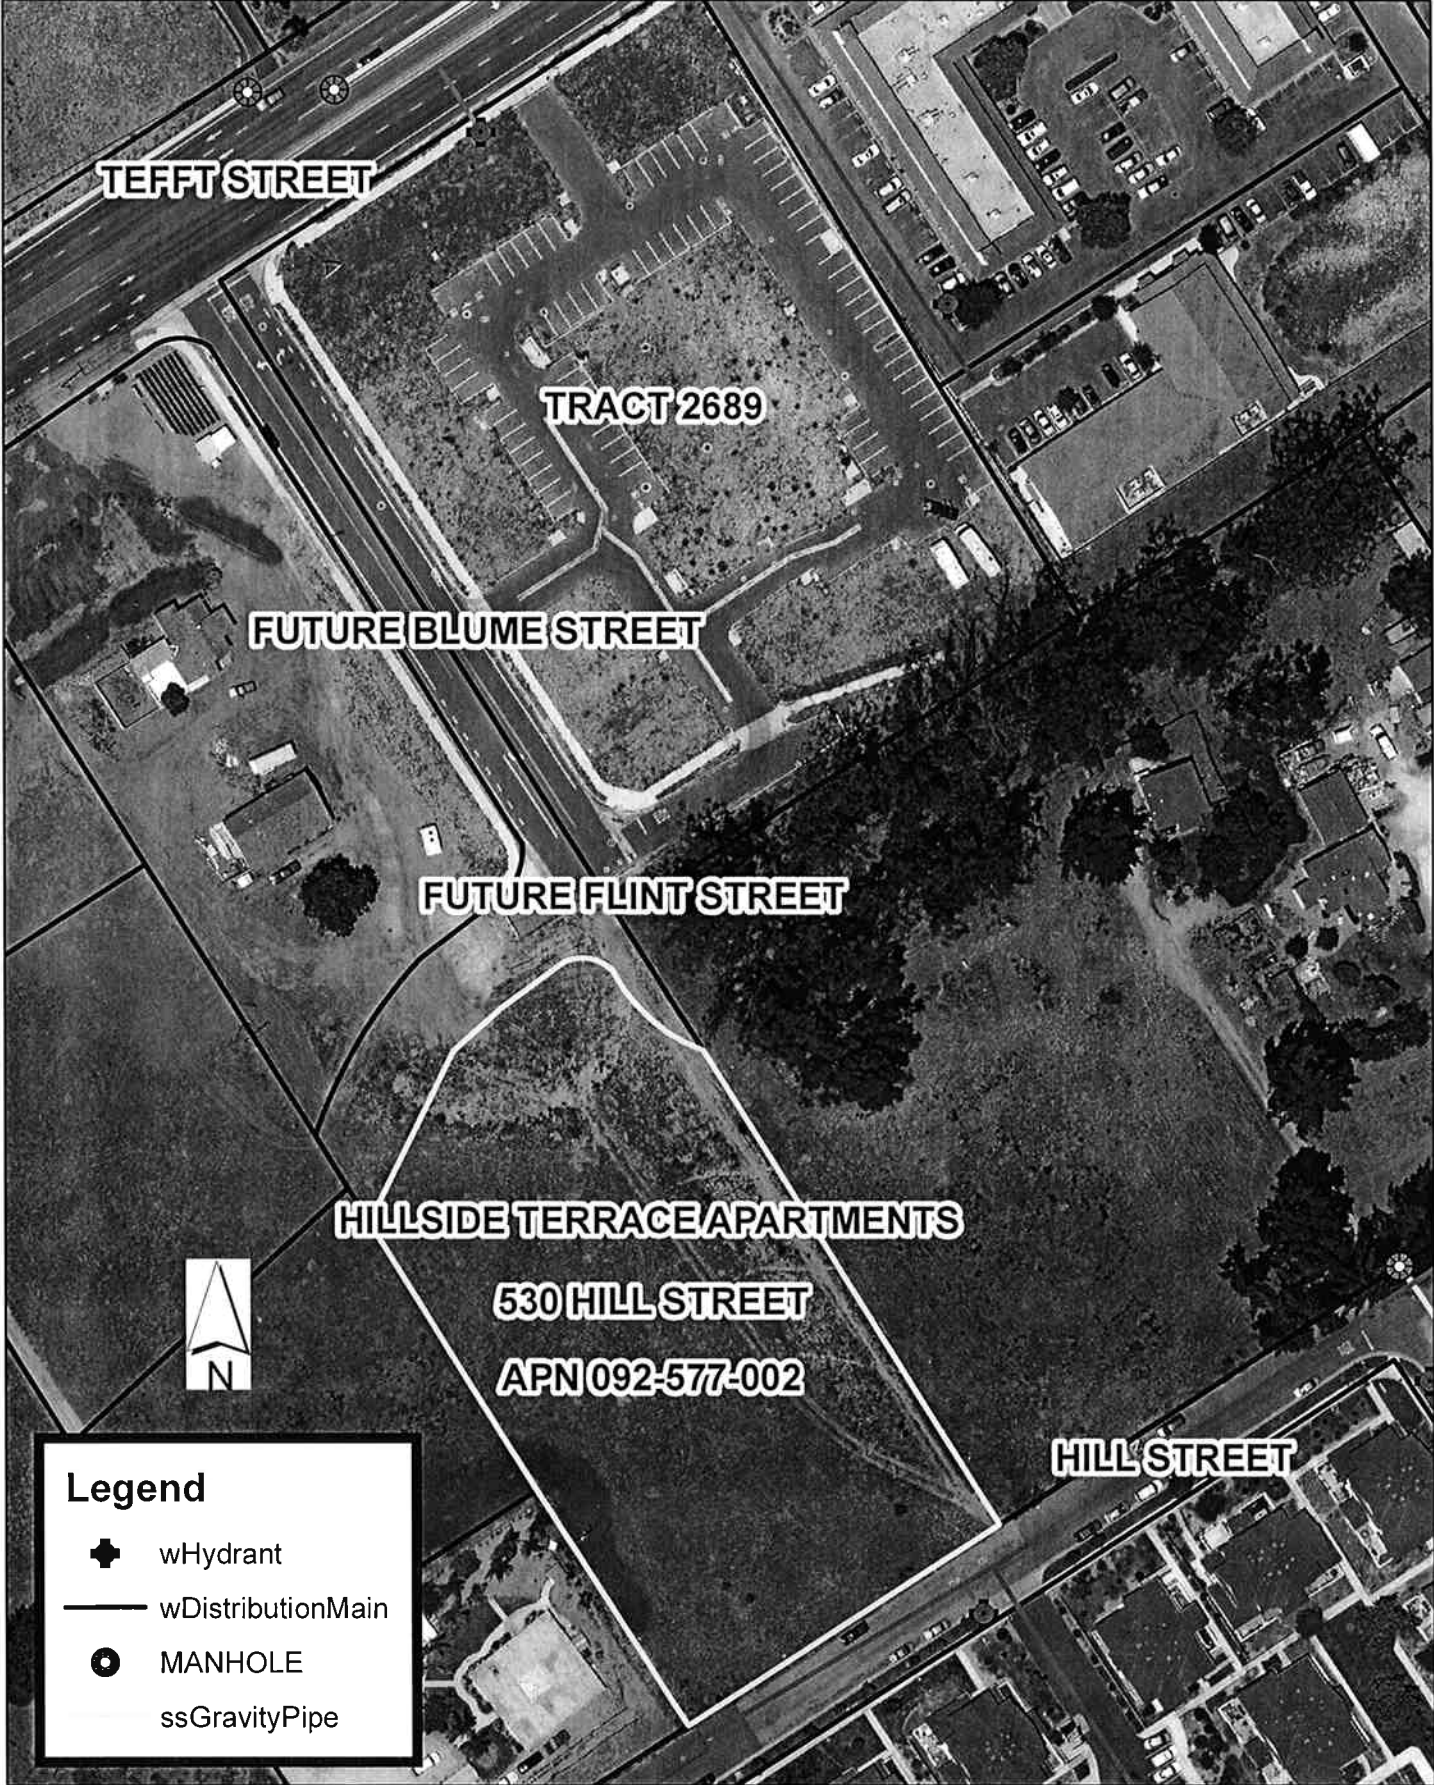 TEFFT STREET
TRACT 2689
FUTURE BLUME STREET
FUTURE FLINT STREET
HILLSIDE TERRACE APARTMENTS
530 HILL STREET
APN 092-577-002
HILL STREET
N
Legend
wHydrant
wDistributionMain
MANHOLE
ssGravityPipe